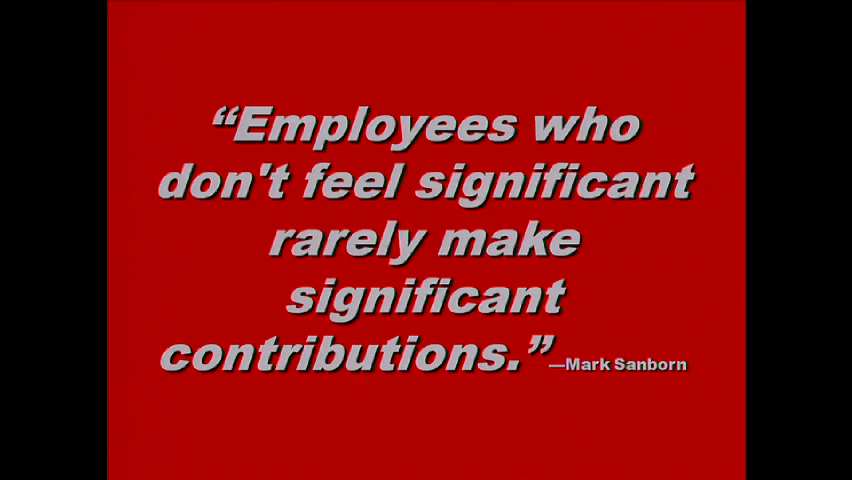 “Employees who
don't feel significant
rarely make
significant
contributions.” —Mark Sanborn